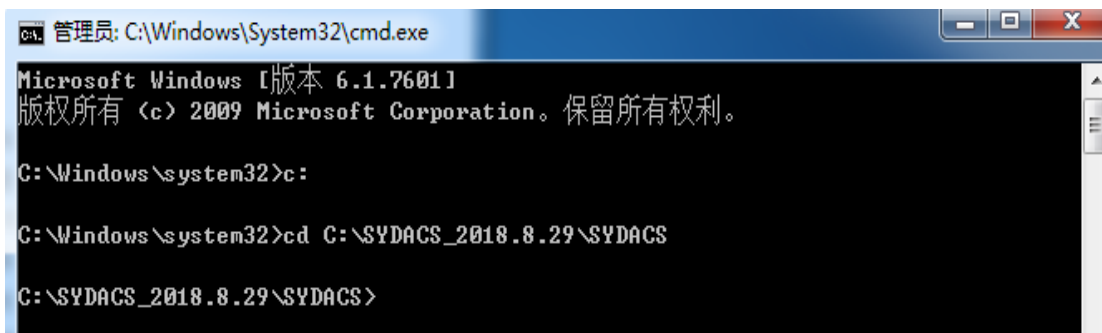 管理员: C:\Windows\System32\cmd.exe
Microsoft Windows [版本 6.1.7601]
版权所有 (c) 2009 Microsoft Corporation。保留所有权利。
C:\Windows\system32>c:
C:\Windows\system32>cd C:\SYDACS_2018.8.29\SYDACS
C:\SYDACS_2018.8.29\SYDACS>